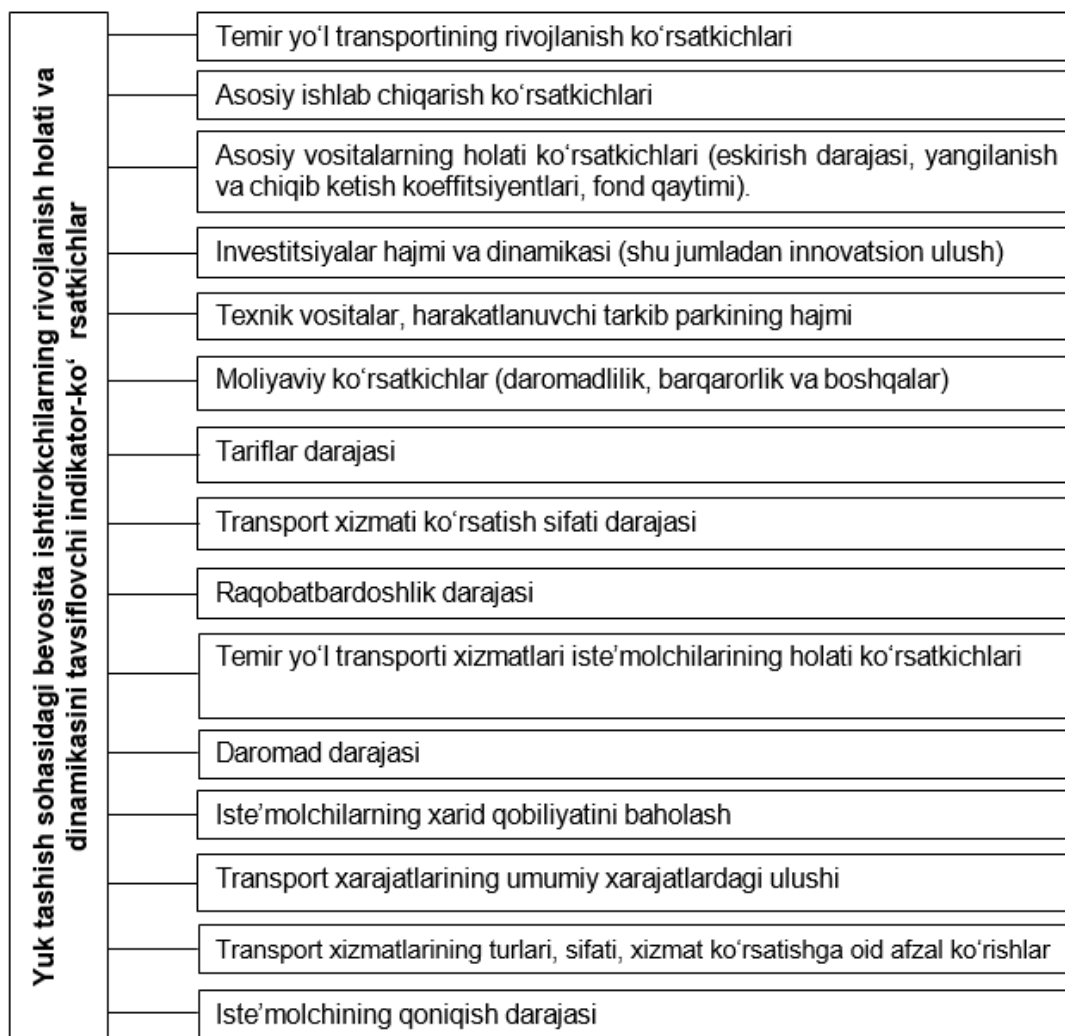 Yuk tashish sohasidagi bevosita ishtirokchilarning rivojlanish holati va
dinamikasini tavsiflovchi indikator-ko‘ rsatkichlar
Temir yo‘l transportining rivojlanish ko‘rsatkichlari
Asosiy ishlab chiqarish ko‘rsatkichlari
Asosiy vositalarning holati ko‘rsatkichlari (eskirish darajasi, yangilanish
va chiqib ketish koeffitsiyentlari, fond qaytimi).
Investitsiyalar hajmi va dinamikasi (shu jumladan innovatsion ulush)
Texnik vositalar, harakatlanuvchi tarkib parkining hajmi
Moliyaviy ko‘rsatkichlar (daromadlilik, barqarorlik va boshqalar)
Tariflar darajasi
Transport xizmati ko‘rsatish sifati darajasi
Raqobatbardoshlik darajasi
Temir yo‘l transporti xizmatlari iste’molchilarining holati ko‘rsatkichlari
Daromad darajasi
Iste’molchilarning xarid qobiliyatini baholash
Transport xarajatlarining umumiy xarajatlardagi ulushi
Transport xizmatlarining turlari, sifati, xizmat ko‘rsatishga oid afzal ko‘rishlar
Iste’molchining qoniqish darajasi